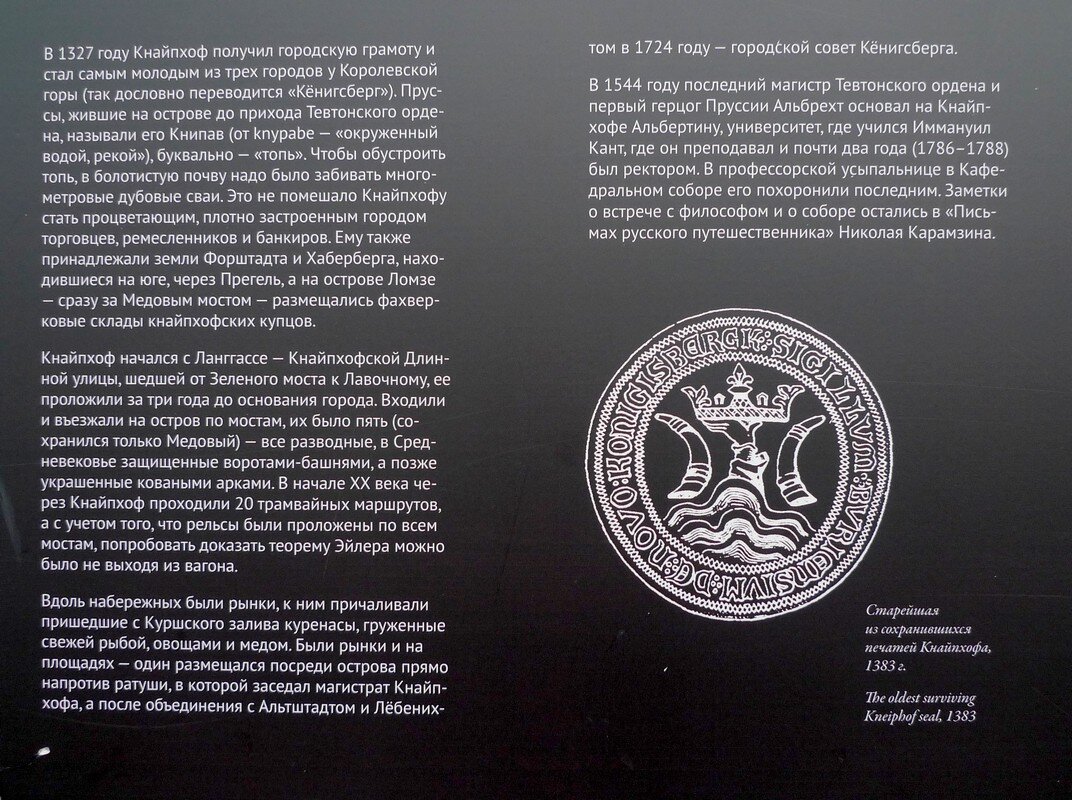 В 1327 году Кнайпхоф получил городскую грамоту и
стал самым молодым из трех городов у Королевской
горы (так дословно переводится «Кёнигсберг»). Прус-
сы, жившие на острове до прихода Тевтонского орде-
на, называли его Книпав (от knypabe — «окруженный
водой, рекой»), буквально — «топь». Чтобы обустроить
топь, в болотистую почву надо было забивать много-
метровые дубовые сваи. Это не помешало Кнайпхофу
стать процветающим, плотно застроенным городом
торговцев, ремесленников и банкиров. Ему также
принадлежали земли Форштадта и Хаберберга, нахо-
дившиеся на юге, через Прегель, а на острове Ломзе
— сразу за Медовым мостом — размещались фахвер-
ковые склады кнайпхофских купцов.
Кнайпхоф начался с Ланггассе — Кнайпхофской Длин-
ной улицы, шедшей от Зеленого моста к Лавочному, ее
проложили за три года до основания города. Входили
и въезжали на остров по мостам, их было пять (со-
хранился только Медовый) — все разводные, в Сред-
невековье защищенные воротами-башнями, а позже
украшенные коваными арками. В начале XX века че-
рез Кнайпхоф проходили 20 трамвайных маршрутов,
а с учетом того, что рельсы были проложены по всем
мостам, попробовать доказать теорему Эйлера можно
было не выходя из вагона.
Вдоль набережных были рынки, к ним причаливали
пришедшие с Куршского залива куренасы, груженные
свежей рыбой, овощами и медом. Были рынки и на
площадях — один размещался посреди острова прямо
напротив ратуши, в которой заседал магистрат Кнайп-
хофа, а после объединения с Альтштадтом и Лёбених-
том в 1724 году — городской совет Кёнигсберга.
В 1544 году последний магистр Тевтонского ордена и
первый герцог Пруссии Альбрехт основал на Кнайп-
хофе Альбертину, университет, где учился Иммануил
Кант, где он преподавал и почти два года (1786–1788)
был ректором. В профессорской усыпальнице в Кафе-
дральном соборе его похоронили последним. Заметки
о встрече с философом и о соборе остались в «Пись-
мах русского путешественника» Николая Карамзина.
SIGILLVM: BVRIENSIVM: DE: NOVO: KONIGISBERGK:
Старейшая
из сохранившихся
печатей Кнайпхофа,
1383 г.
The oldest surviving
Kneiphof seal, 1383